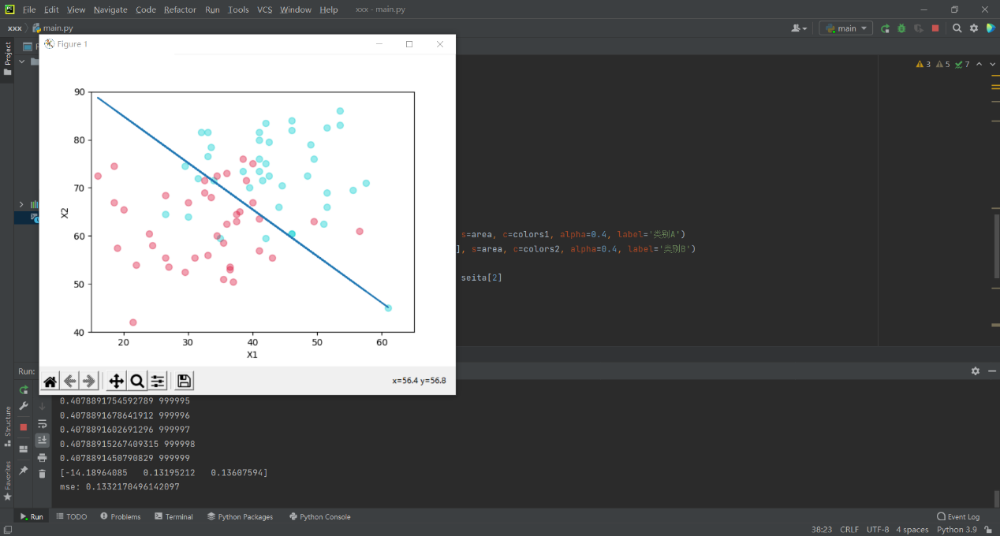 File Edit View Navigate Code Refactor Run Tools VCS Window Help xxx - main.py
xxx main.py main
Project
Figure 1
3 5 7
90
80
70
60
50
40
X2
20 30 40 50 60
X1
x=56.4 y=56.8
s=area, c=colors1, alpha=0.4, label='类别A')
], s=area, c=colors2, alpha=0.4, label='类别B')
seita[2]
Run:
0.4078891754592789 999995
0.4078891678641912 999996
0.4078891602691296 999997
0.40788915267409315 999998
0.4078891450790829 999999
[-14.18964085 0.13195212 0.13607594]
mse: 0.1332170496142097
Structure
Favorites
Run TODO Problems Terminal Python Packages Python Console Event Log
38:23 CRLF UTF-8 4 spaces Python 3.9